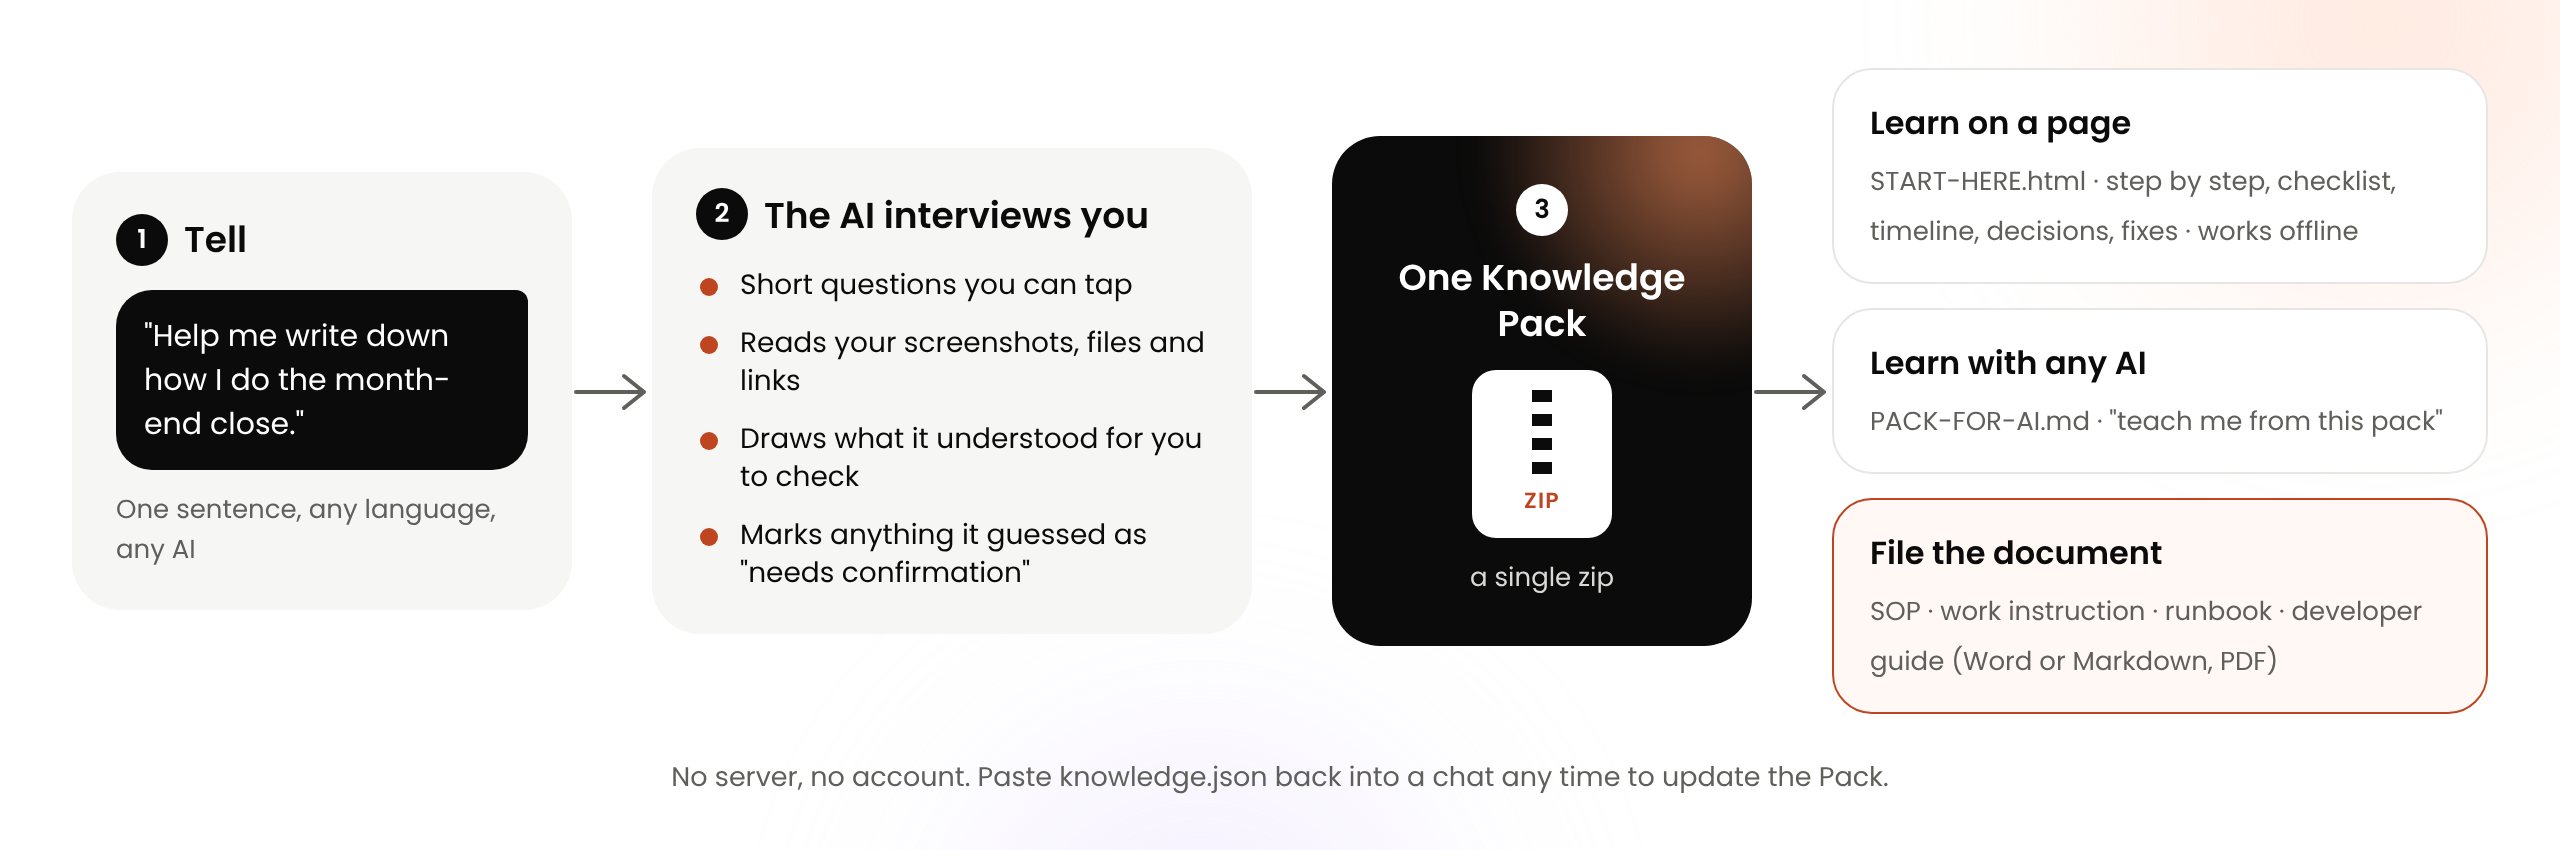 1 Tell
"Help me write down
how I do the month-
end close."
One sentence, any language,
any AI
2 The AI interviews you
Short questions you can tap
Reads your screenshots, files and
links
Draws what it understood for you
to check
Marks anything it guessed as
"needs confirmation"
3
One Knowledge
Pack
ZIP
a single zip
Learn on a page
START-HERE.html · step by step, checklist,
timeline, decisions, fixes · works offline
Learn with any AI
PACK-FOR-AI.md · "teach me from this pack"
File the document
SOP · work instruction · runbook · developer
guide (Word or Markdown, PDF)
No server, no account. Paste knowledge.json back into a chat any time to update the Pack.